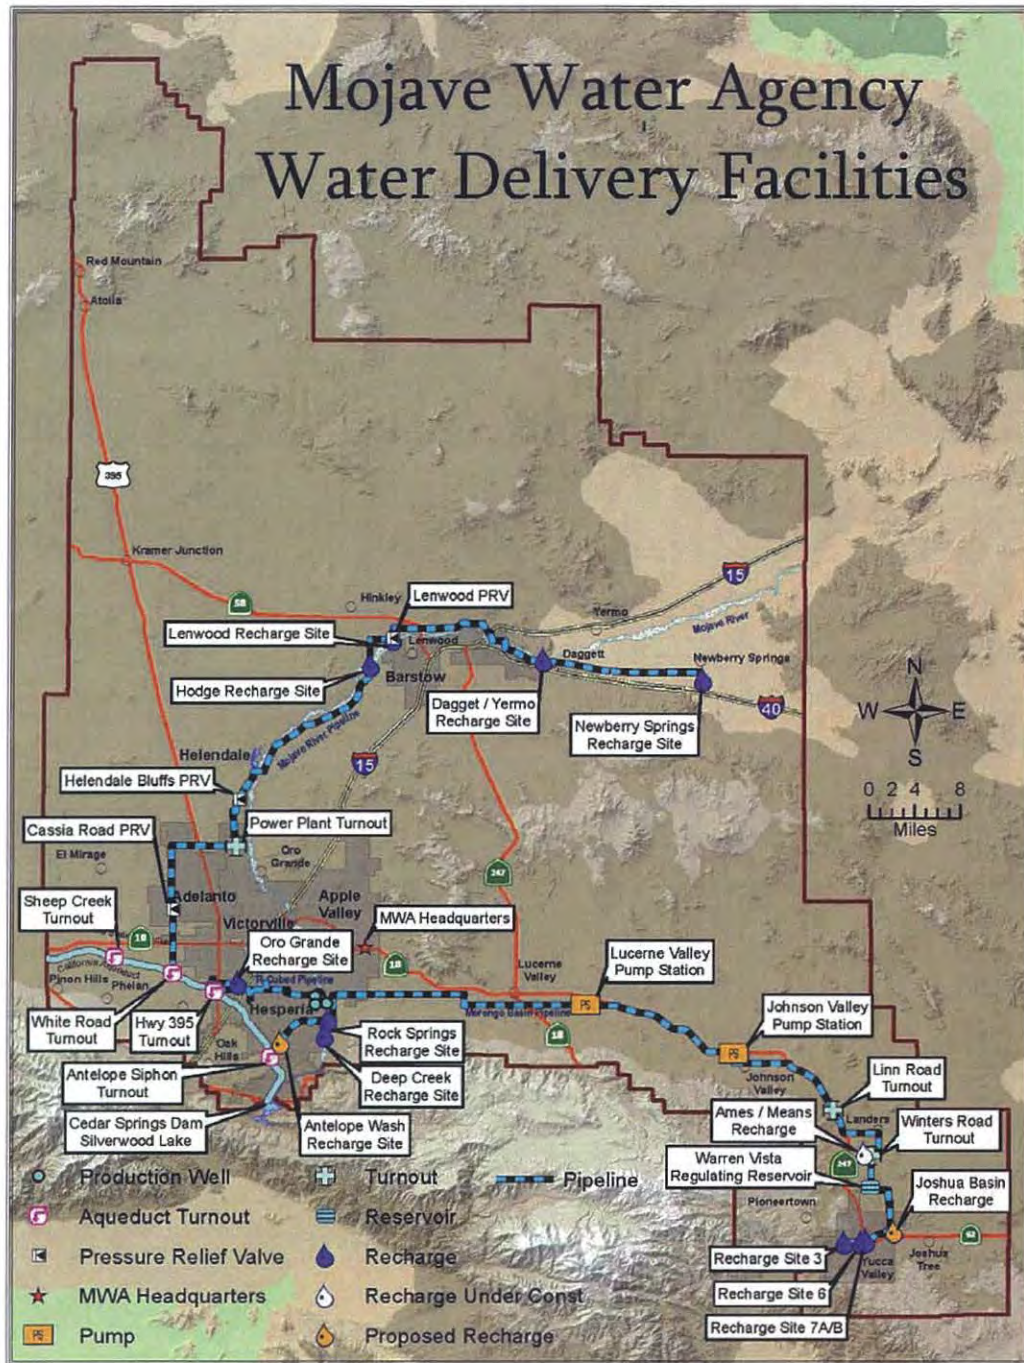 Mojave Water Agency
Water Delivery Facilities
Red Mountain
Atolia
395
Kramer Junction
58
Hinkley
Lenwood PRV
15
Yermo
Mojave River
Lenwood Recharge Site
Lenwood
Daggett
Newberry Springs
Hodge Recharge Site
Barstow
Dagget / Yermo
Recharge Site
Newberry Springs
Recharge Site
40
N
W
E
S
Helendale
Mojave River Pipeline
15
Helendale Bluffs PRV
0 2 4 8
Miles
Cassia Road PRV
Power Plant Turnout
El Mirage
Oro
Grande
247
Sheep Creek
Turnout
Adelanto
Victorville
Apple
Valley
MWA Headquarters
18
Oro Grande
Recharge Site
18
Lucerne
Valley
Lucerne Valley
Pump Station
California Aqueduct
Pinon Hills
Phelan
R-Cubed Pipeline
Hesperia
Morongo Basin Pipeline
PS
White Road
Turnout
Hwy 395
Turnout
Oak
Hills
Rock Springs
Recharge Site
18
Johnson Valley
Pump Station
PS
Antelope Siphon
Turnout
Deep Creek
Recharge Site
Johnson
Valley
Linn Road
Turnout
Cedar Springs Dam
Silverwood Lake
Antelope Wash
Recharge Site
Ames / Means
Recharge
Landers
Winters Road
Turnout
Warren Vista
Regulating Reservoir
247
Joshua Basin
Recharge
Pioneertown
Recharge Site 3
Yucca
Valley
Joshua
Tree
62
Recharge Site 6
Recharge Site 7A/B
Production Well
Turnout
Pipeline
Aqueduct Turnout
Reservoir
Pressure Relief Valve
Recharge
MWA Headquarters
Recharge Under Const
PS
Pump
Proposed Recharge